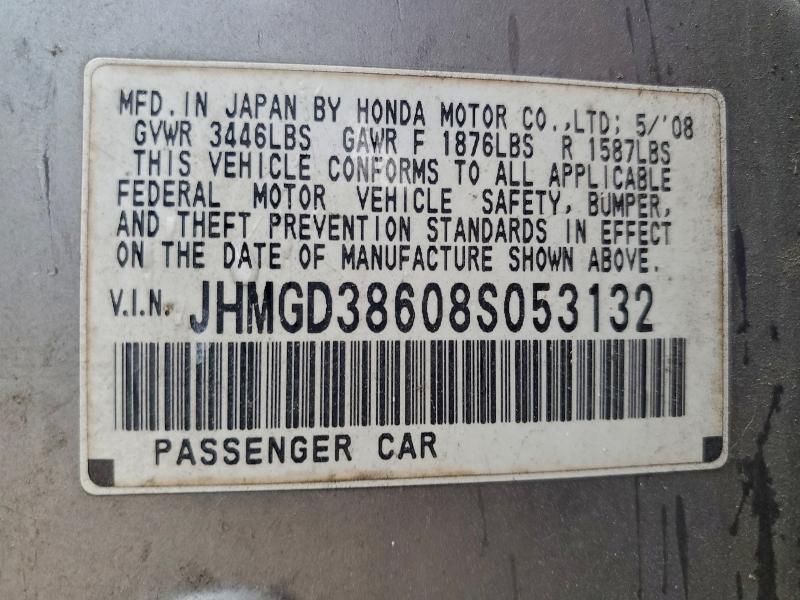 MFD. IN JAPAN BY HONDA MOTOR CO.,LTD; 5/'08
GVWR 3446LBS GAWR F 1876LBS R 1587LBS
THIS VEHICLE CONFORMS TO ALL APPLICABLE
FEDERAL MOTOR VEHICLE SAFETY, BUMPER,
AND THEFT PREVENTION STANDARDS IN EFFECT
ON THE DATE OF MANUFACTURE SHOWN ABOVE.
V.I.N. JHMGD38608S053132
PASSENGER CAR